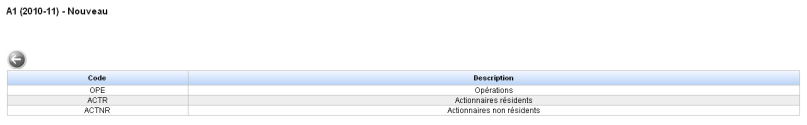 A1 (2010-11) - Nouveau
Code Description
OPE Opérations
ACTR Actionnaires résidents
ACTNR Actionnaires non résidents